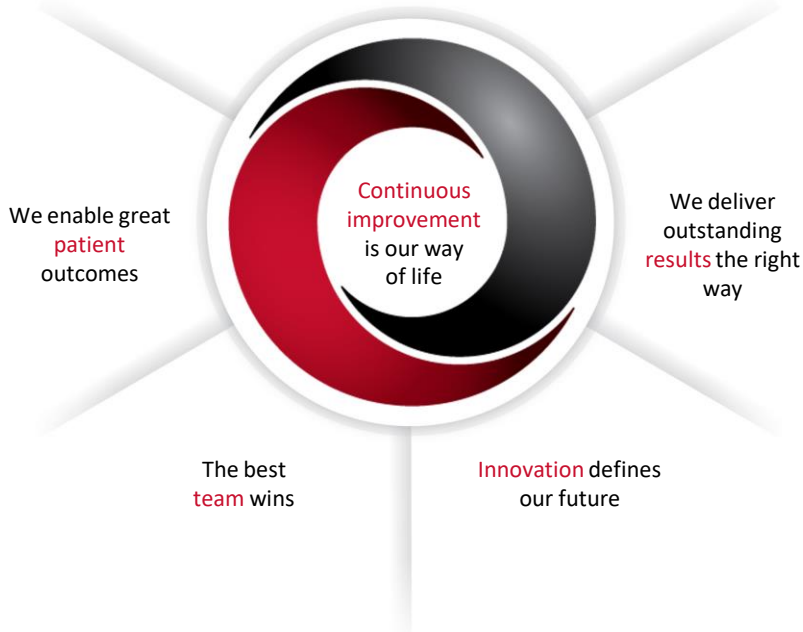 Continuous
improvement
is our way
of life
We enable great
patient
outcomes
We deliver
outstanding
results the right
way
The best
team wins
Innovation defines
our future